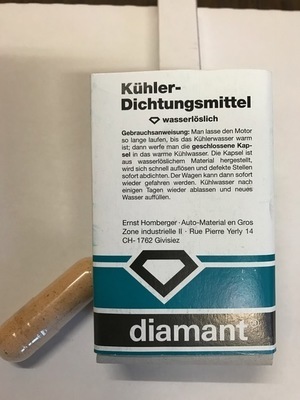 Kühler-
Dichtungsmittel
wasserlöslich
Gebrauchsanweisung: Man lasse den Motor
so lange laufen, bis das Kühlerwasser warm
ist; dann werfe man die geschlossene Kap-
sel in das warme Kühlwasser. Die Kapsel ist
aus wasserlöslichem Material hergestellt,
wird sich schnell auflösen und defekte Stellen
sofort abdichten. Der Wagen kann dann sofort
wieder gefahren werden. Kühlwasser nach
einigen Tagen wieder ablassen und neues
Wasser auffüllen.
Ernst Homberger · Auto-Material en Gros
Zone industrielle II · Rue Pierre Yerly 14
CH-1762 Givisiez
diamant